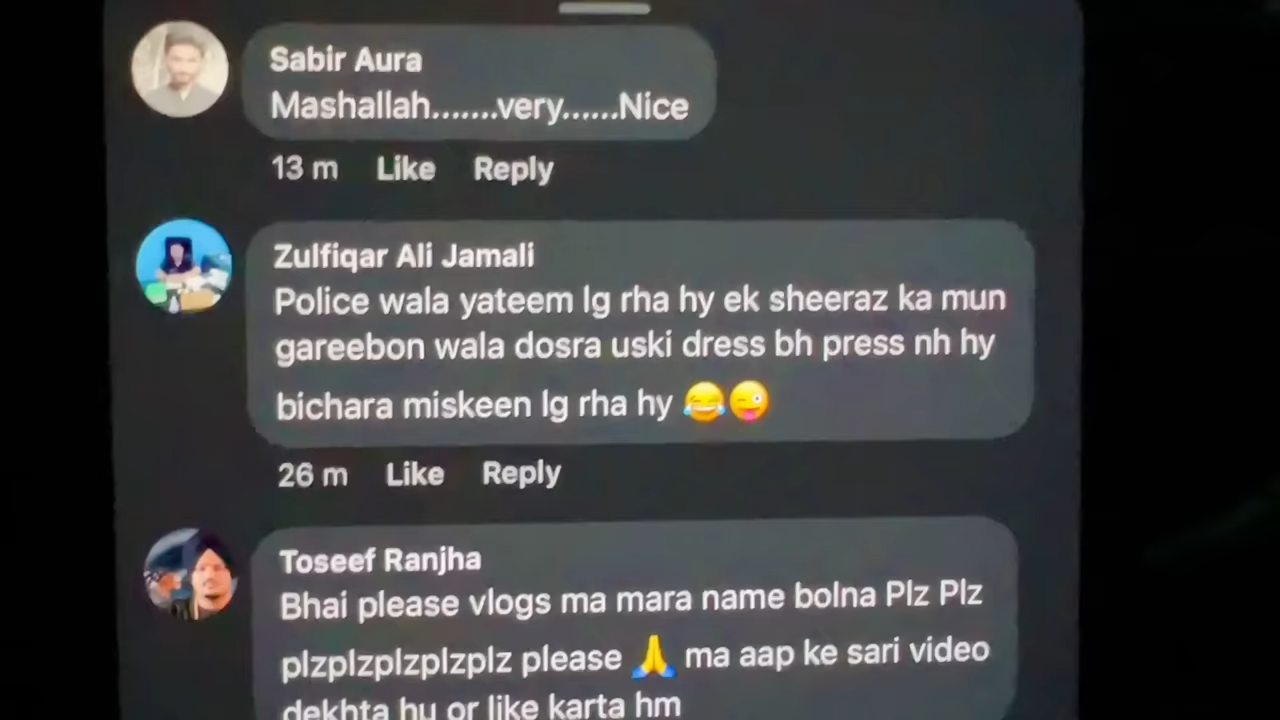 Sabir Aura
Mashallah.......very......Nice
13 m Like Reply
Zulfiqar Ali Jamali
Police wala yateem lg rha hy ek sheeraz ka mun
gareebon wala dosra uski dress bh press nh hy
bichara miskeen lg rha hy 😂😜
26 m Like Reply
Toseef Ranjha
Bhai please vlogs ma mara name bolna Plz Plz
plzplzplzplzplz please 🙏 ma aap ke sari video
dekhta hu or like karta hm